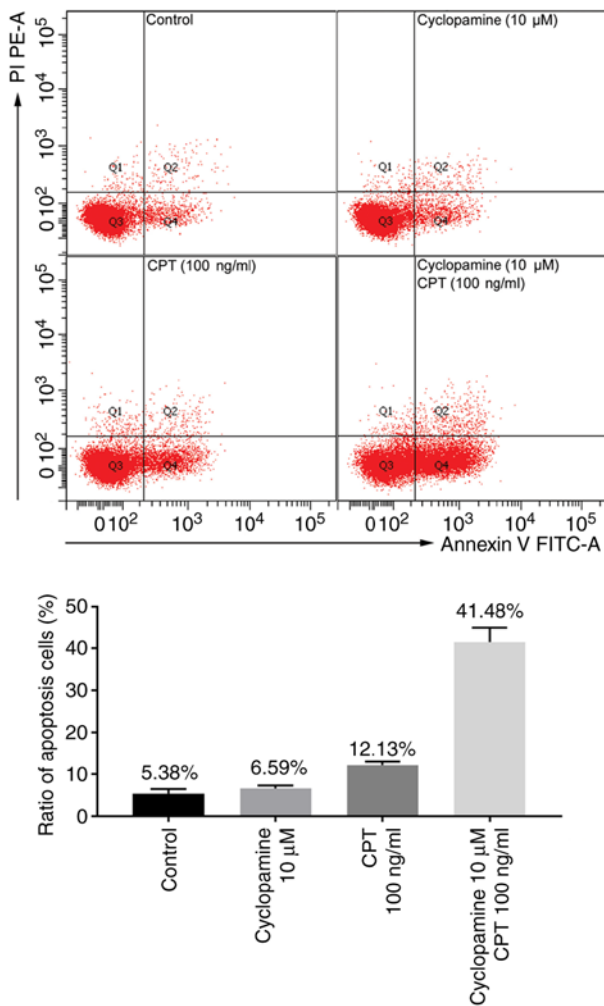 Control
Cyclopamine (10 µM)
PI PE-A
10⁵
10⁴
10³
0 10²
Q1
Q2
Q3
Q4
Q1
Q2
Q3
Q4
CPT (100 ng/ml)
Cyclopamine (10 µM)
CPT (100 ng/ml)
10⁵
10⁴
10³
0 10²
Q1
Q2
Q3
Q4
Q1
Q2
Q3
Q4
0 10² 10³ 10⁴ 10⁵
0 10² 10³ 10⁴ 10⁵
Annexin V FITC-A
Ratio of apoptosis cells (%)
50
40
30
20
10
0
5.38%
6.59%
12.13%
41.48%
Control
Cyclopamine
10 µM
CPT
100 ng/ml
Cyclopamine 10 µM
CPT 100 ng/ml